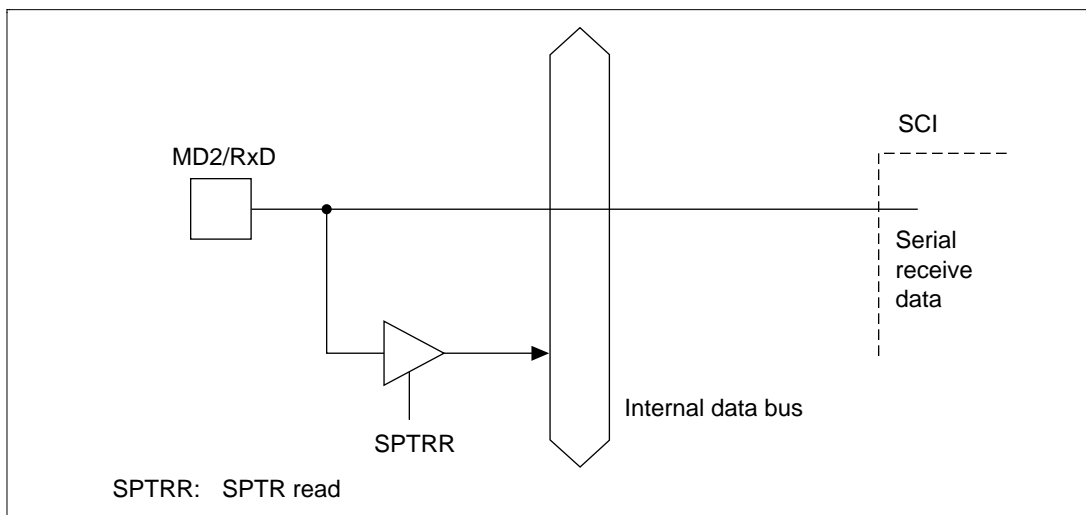 SCI
MD2/RxD
Serial
receive
data
Internal data bus
SPTRR
SPTRR: SPTR read